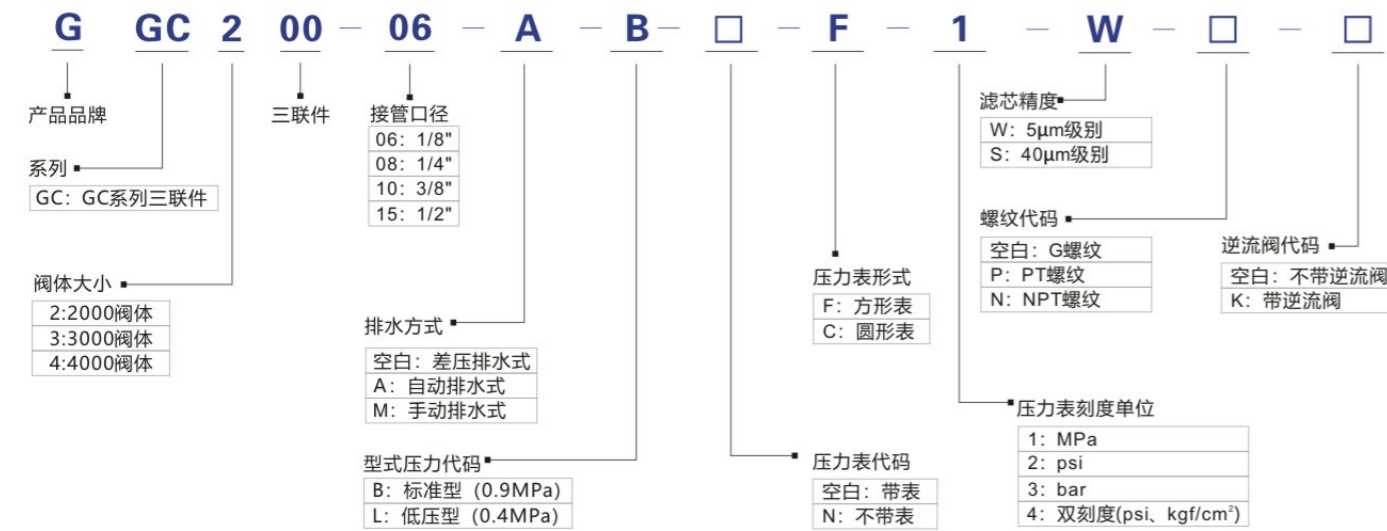 G GC 2 00 - 06 - A - B - □ - F - 1 - W - □ - □
产品品牌
系列
GC：GC系列三联件
阀体大小
2:2000阀体
3:3000阀体
4:4000阀体
三联件
接管口径
06：1/8"
08：1/4"
10：3/8"
15：1/2"
排水方式
空白：差压排水式
A：自动排水式
M：手动排水式
型式压力代码
B：标准型 (0.9MPa)
L：低压型 (0.4MPa)
压力表代码
空白：带表
N：不带表
压力表形式
F：方形表
C：圆形表
压力表刻度单位
1：MPa
2：psi
3：bar
4：双刻度(psi、kgf/cm²)
滤芯精度
W：5μm级别
S：40μm级别
螺纹代码
空白：G螺纹
P：PT螺纹
N：NPT螺纹
逆流阀代码
空白：不带逆流阀
K：带逆流阀